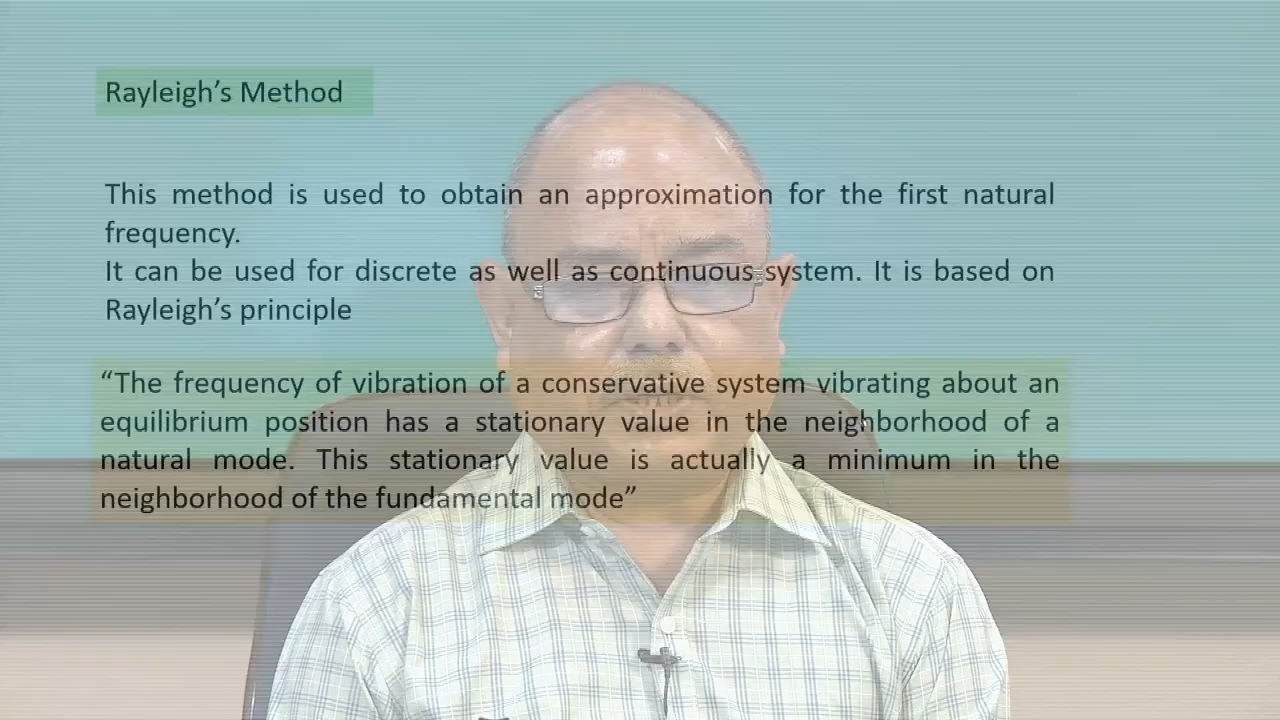 Rayleigh’s Method
This method is used to obtain an approximation for the first natural
frequency.
It can be used for discrete as well as continuous system. It is based on
Rayleigh’s principle
“The frequency of vibration of a conservative system vibrating about an
equilibrium position has a stationary value in the neighborhood of a
natural mode. This stationary value is actually a minimum in the
neighborhood of the fundamental mode”